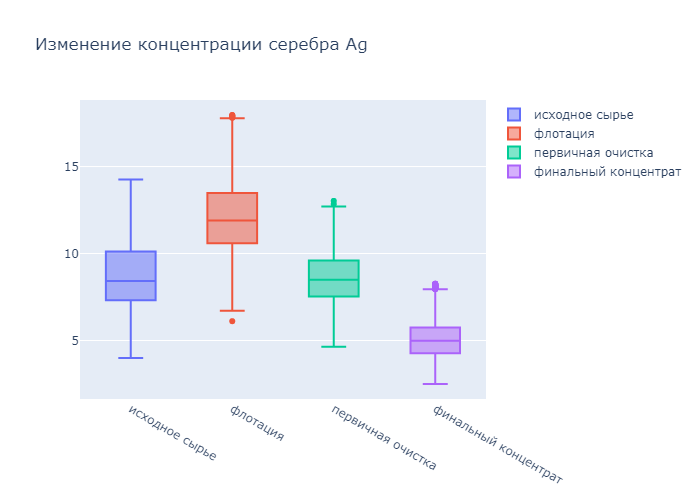 Изменение концентрации серебра Ag
исходное сырье
флотация
первичная очистка
финальный концентрат
15
10
5
исходное сырье
флотация
первичная очистка
финальный концентрат